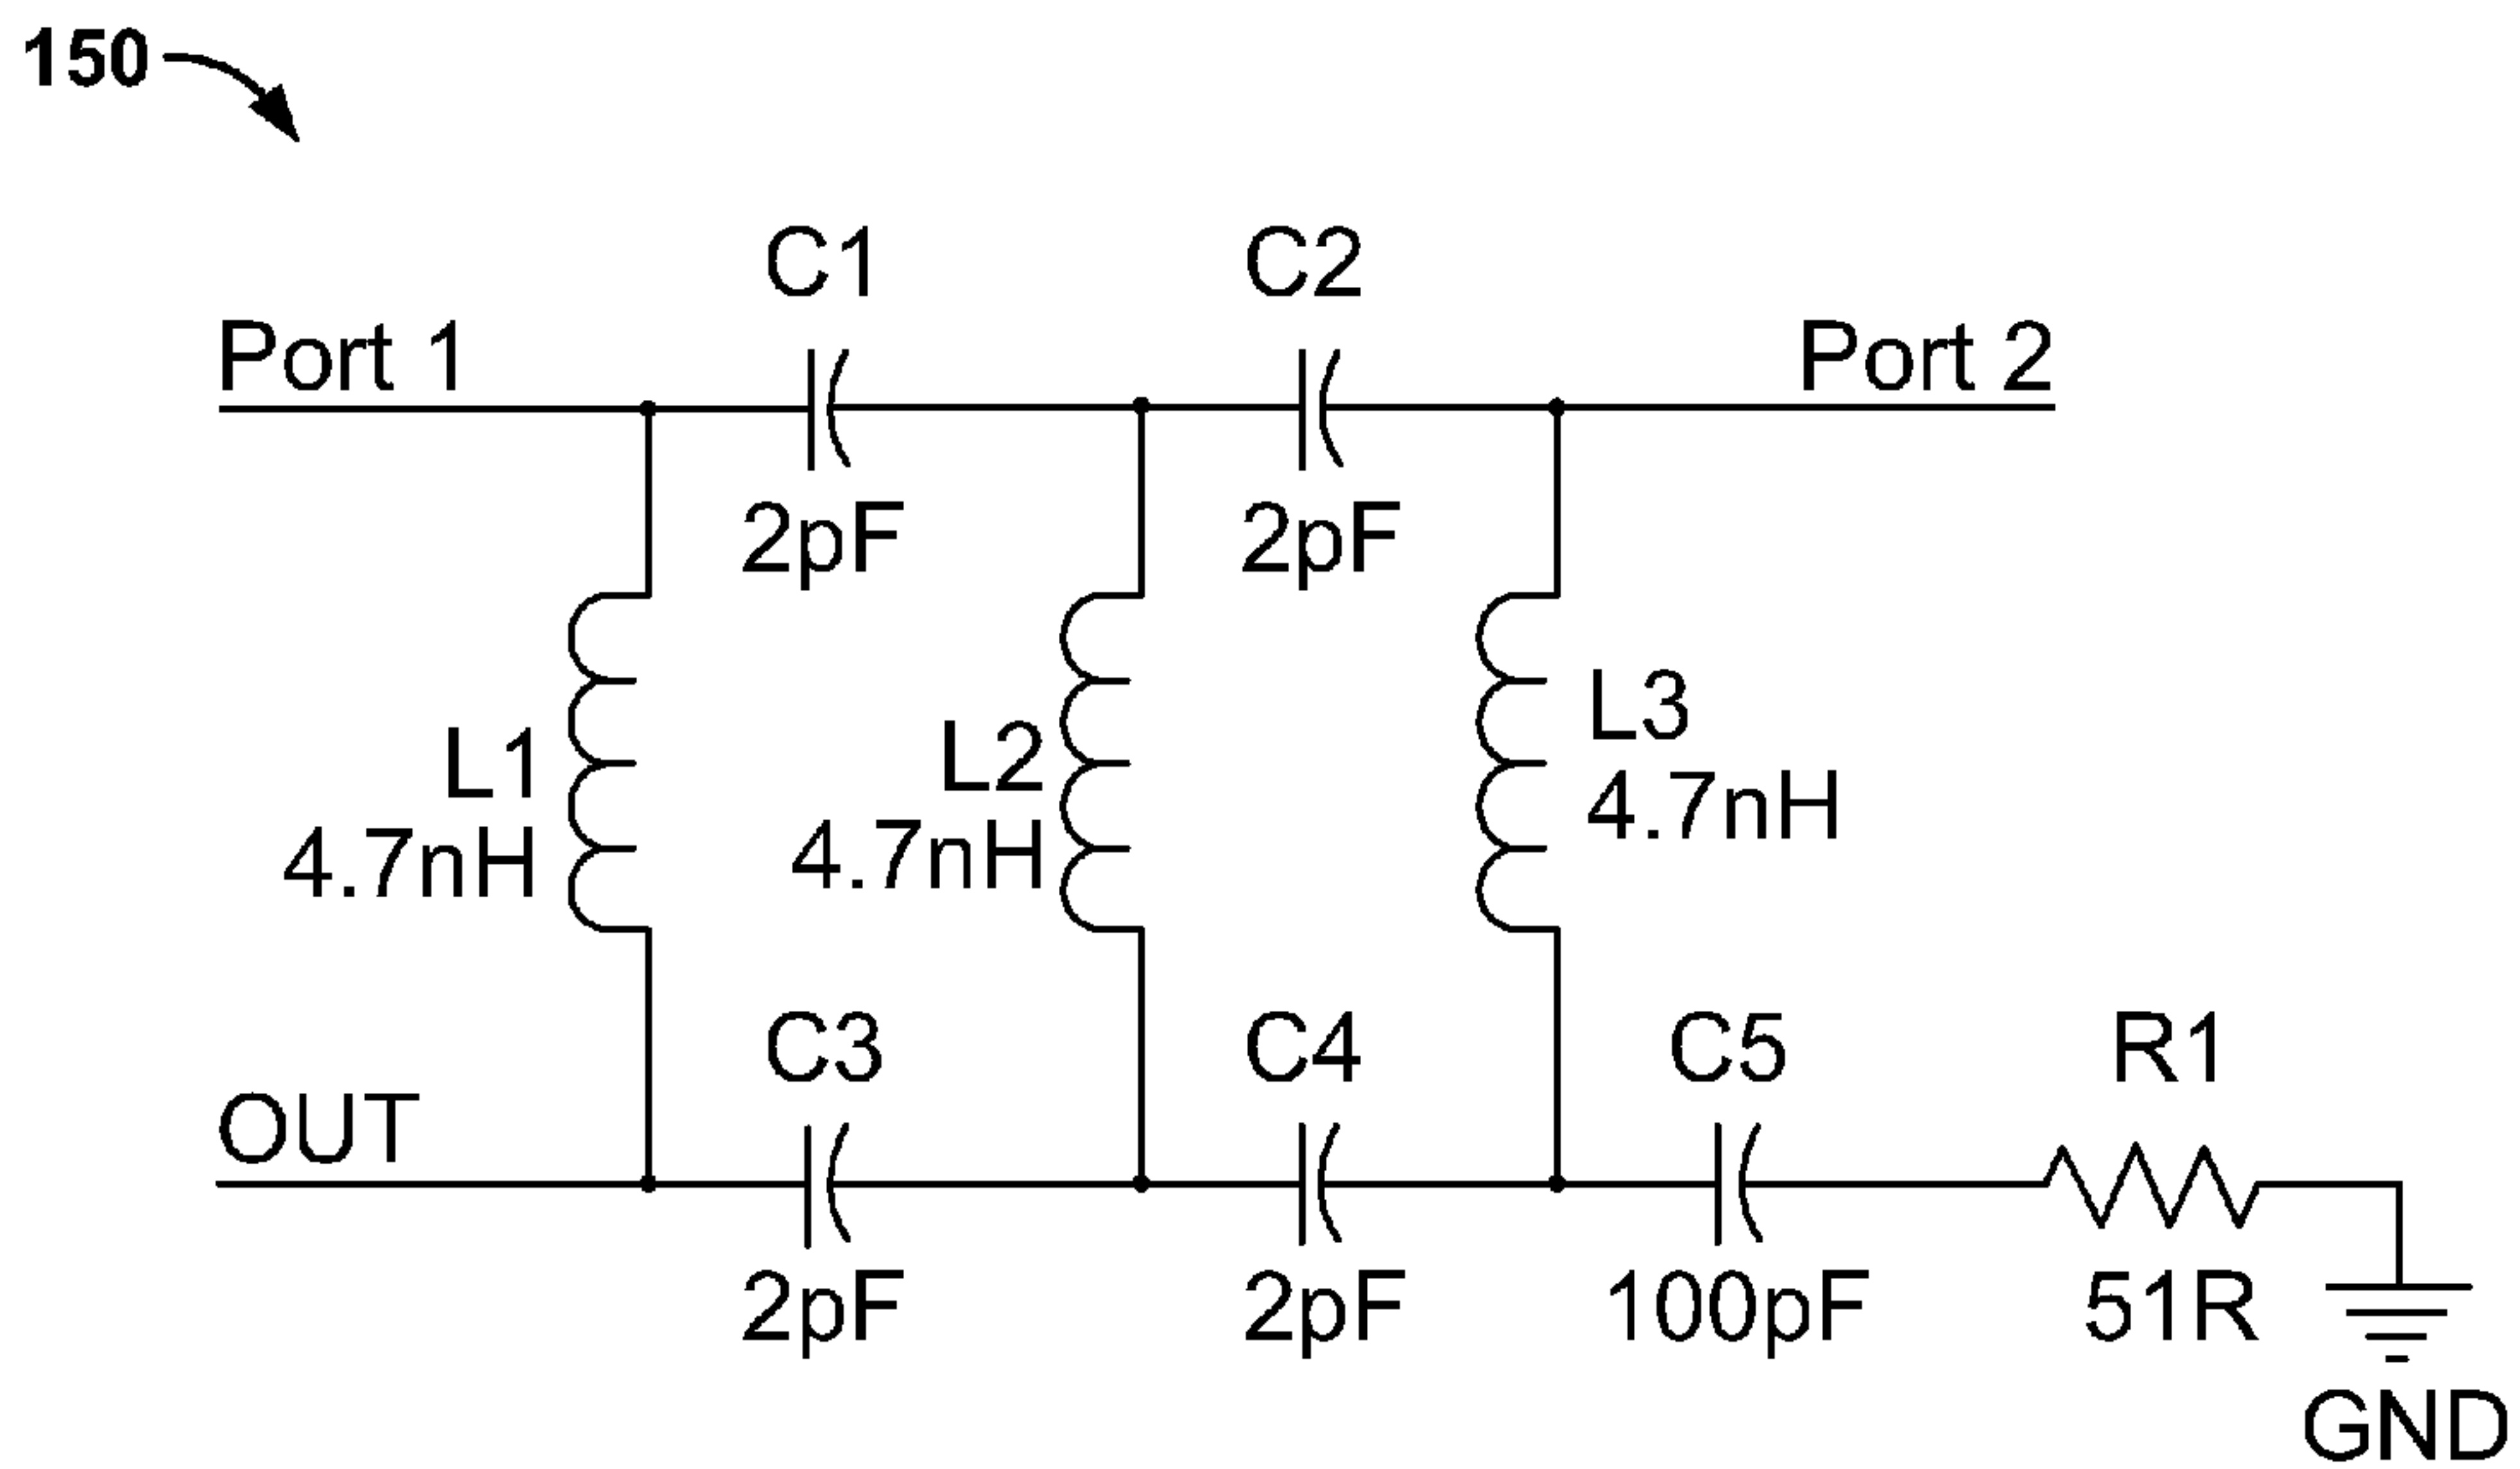 150
C1
C2
Port 1
Port 2
2pF
2pF
L1
4.7nH
L2
4.7nH
L3
4.7nH
C3
C4
C5
R1
OUT
2pF
2pF
100pF
51R
GND